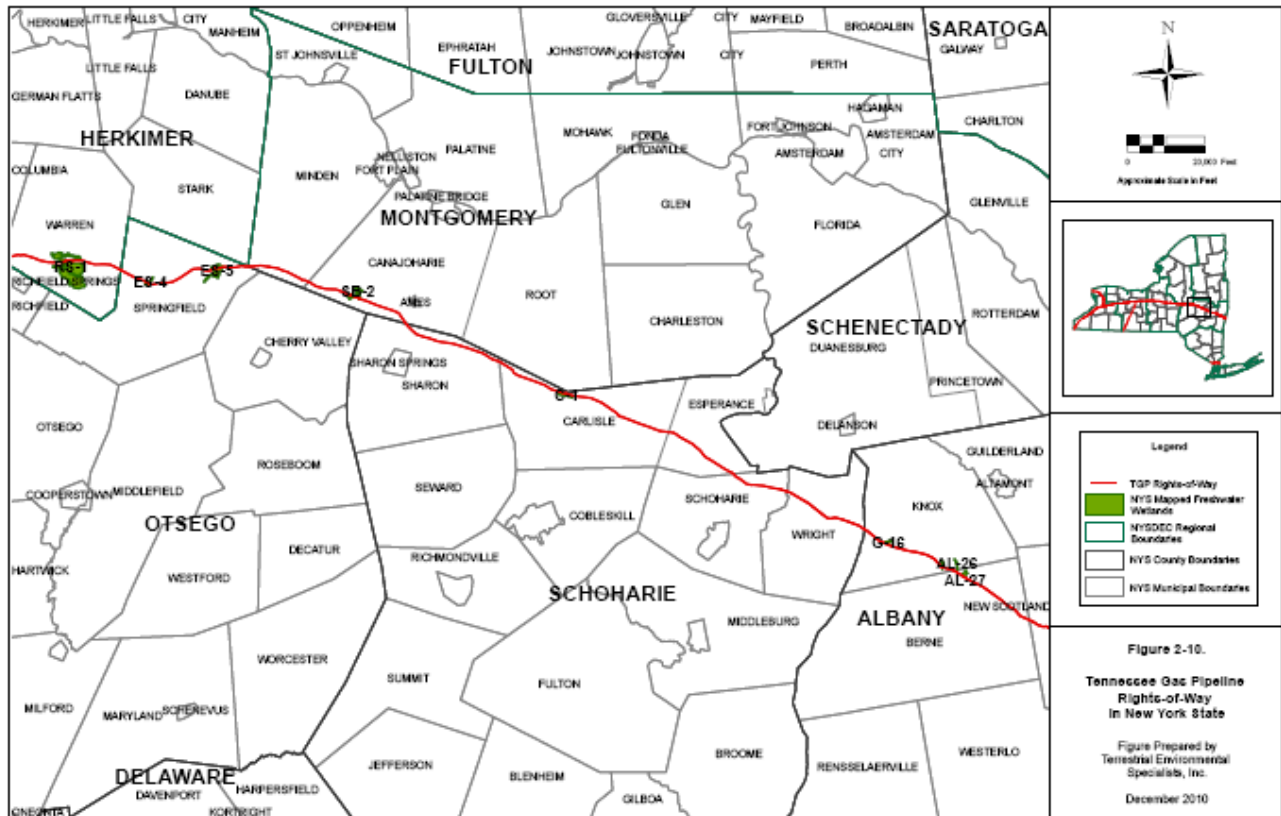 HERKIMER
LITTLE FALLS
CITY
MANHEIM
OPPENHEIM
GLOVERSVILLE
CITY
MAYFIELD
BROADALBIN
SARATOGA
GALWAY
ST JOHNSVILLE
EPHRATAH
JOHNSTOWN
JOHNSTOWN
CITY
PERTH
FULTON
LITTLE FALLS
GERMAN FLATTS
DANUBE
HAGAMAN
CHARLTON
HERKIMER
MOHAWK
FONDA
FULTONVILLE
FORT JOHNSON
AMSTERDAM
AMSTERDAM
CITY
NELLISTON
PALATINE
FORT PLAIN
COLUMBIA
STARK
MINDEN
PALATINE BRIDGE
GLEN
GLENVILLE
WARREN
MONTGOMERY
FLORIDA
CANAJOHARIE
RS-1
ES-4
ES-5
SB-2
RICHFIELD SPRINGS
RICHFIELD
SPRINGFIELD
AMES
ROOT
CHARLESTON
SCHENECTADY
ROTTERDAM
CHERRY VALLEY
SHARON SPRINGS
SHARON
DUANESBURG
PRINCETOWN
C-1
CARLISLE
ESPERANCE
DELANSON
OTSEGO
ROSEBOOM
GUILDERLAND
ALTAMONT
COOPERSTOWN
MIDDLEFIELD
SEWARD
SCHOHARIE
KNOX
OTSEGO
COBLESKILL
WRIGHT
G-16
DECATUR
RICHMONDVILLE
AL-26
AL-27
HARTWICK
WESTFORD
SCHOHARIE
NEW SCOTLAND
MIDDLEBURG
ALBANY
BERNE
WORCESTER
SUMMIT
FULTON
MILFORD
MARYLAND
BROOME
WESTERLO
JEFFERSON
BLENHEIM
RENSSELAERVILLE
DELAWARE
DAVENPORT
HARPERSFIELD
GILBOA
ONEONTA
KORTRIGHT
N
0
20,000 Feet
Approximate Scale in Feet
Legend
TGP Rights-of-Way
NYS Mapped Freshwater
Wetlands
NYSDEC Regional
Boundaries
NYS County Boundaries
NYS Municipal Boundaries
Figure 2-10.
Tennessee Gas Pipeline
Rights-of-Way
in New York State
Figure Prepared by
Terrestrial Environmental
Specialists, Inc.
December 2010